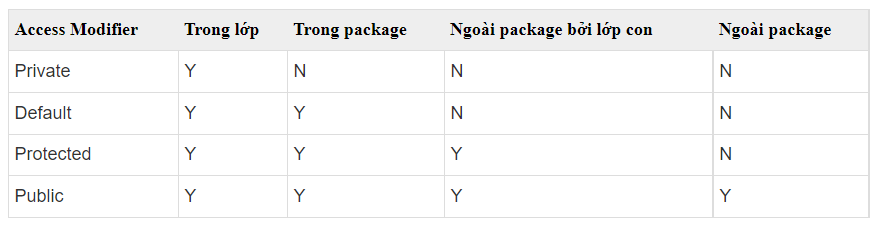 Access Modifier Trong lớp Trong package Ngoài package bởi lớp con Ngoài package
Private Y N N N
Default Y Y N N
Protected Y Y Y N
Public Y Y Y Y